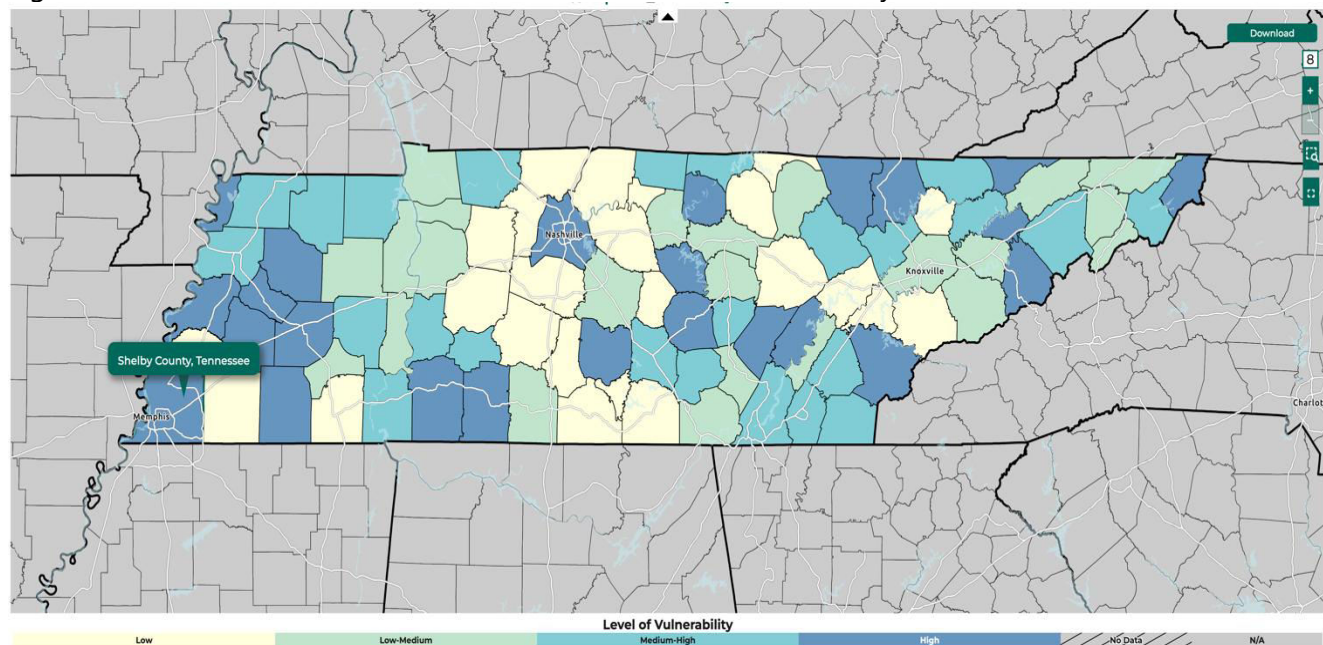 Download
8
+
−
Nashville
Knoxville
Shelby County, Tennessee
Memphis
Charlot
Level of Vulnerability
Low
Low-Medium
Medium-High
High
No Data
N/A